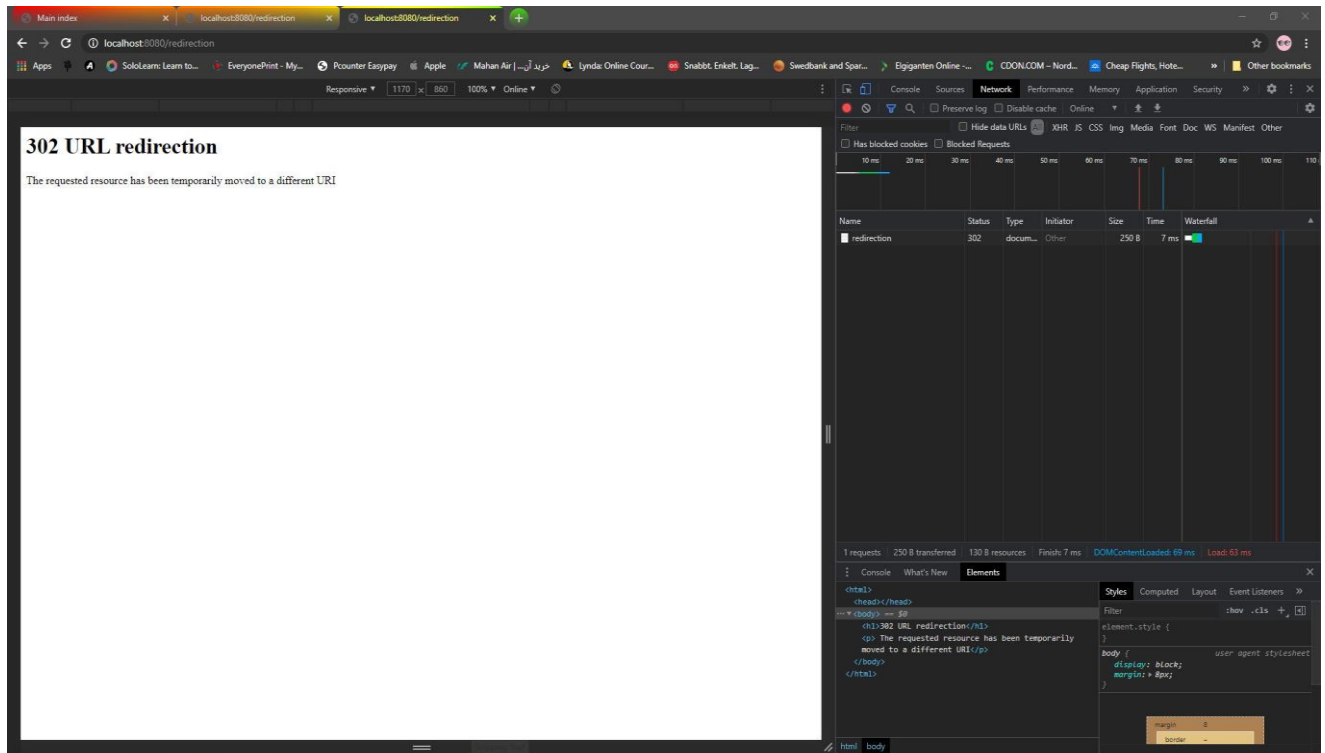 Main index
localhost:8080/redirection
localhost:8080/redirection
localhost:8080/redirection
Apps SoloLearn: Learn to... EveryonePrint - My... Pcounter Easypay Apple Mahan Air | خرید آن... Lynda: Online Cour... Snabbt. Enkelt. Lag... Swedbank and Spar... Elgiganten Online -... CDON.COM – Nord... Cheap Flights, Hote... » Other bookmarks
Responsive ▼ 1170 x 860 100% ▼ Online ▼
302 URL redirection
The requested resource has been temporarily moved to a different URI
Console Sources Network Performance Memory Application Security »
Preserve log Disable cache Online ▼
Filter Hide data URLs All XHR JS CSS Img Media Font Doc WS Manifest Other
Has blocked cookies Blocked Requests
10 ms 20 ms 30 ms 40 ms 50 ms 60 ms 70 ms 80 ms 90 ms 100 ms 110
Name Status Type Initiator Size Time Waterfall
redirection 302 docum... Other 250 B 7 ms
1 requests 250 B transferred 130 B resources Finish: 7 ms DOMContentLoaded: 69 ms Load: 63 ms
Console What's New Elements
<html>
<head></head>
<body> == $0
<h1>302 URL redirection</h1>
<p> The requested resource has been temporarily
moved to a different URI</p>
</body>
</html>
html body
Styles Computed Layout Event Listeners »
Filter :hov .cls +
element.style {
}
body { user agent stylesheet
display: block;
margin: 8px;
}
margin 8
border –